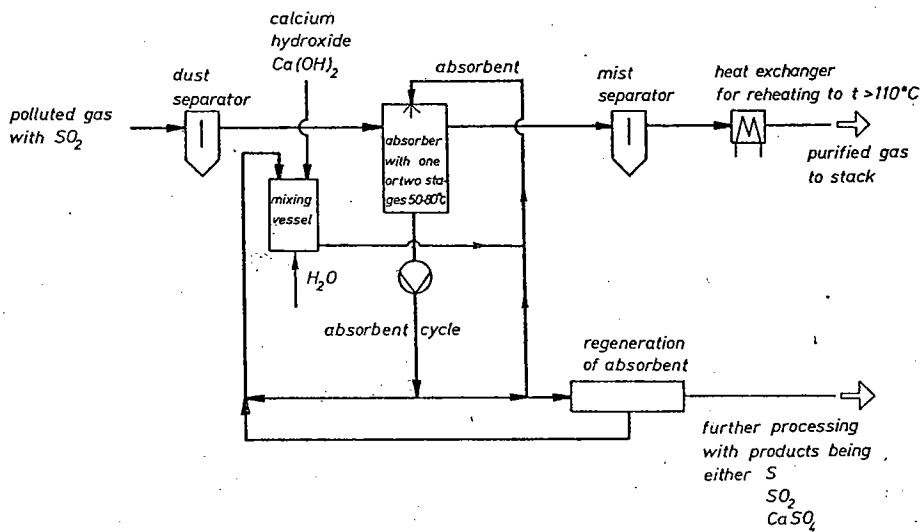 calcium
hydroxide
Ca(OH)₂
dust
separator
absorbent
mist
separator
heat exchanger
for reheating to t >110°C
polluted gas
with SO₂
absorber
with one
or two sta-
ges 50-80°C
purified gas
to stack
mixing
vessel
H₂O
absorbent cycle
regeneration
of absorbent
further processing
with products being
either S
SO₂
CaSO₄